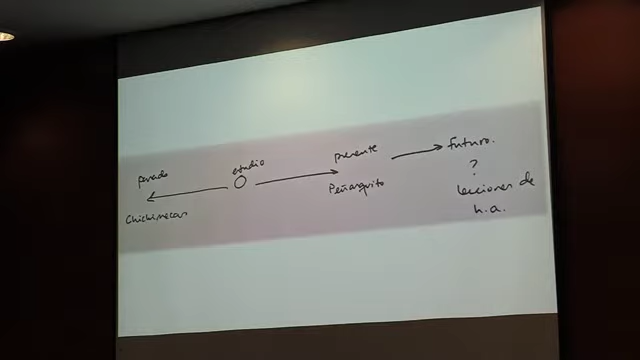 pasado
estudio
presente
futuro.
Chichimecas
Peñasquito
?
lecciones de
h.a.